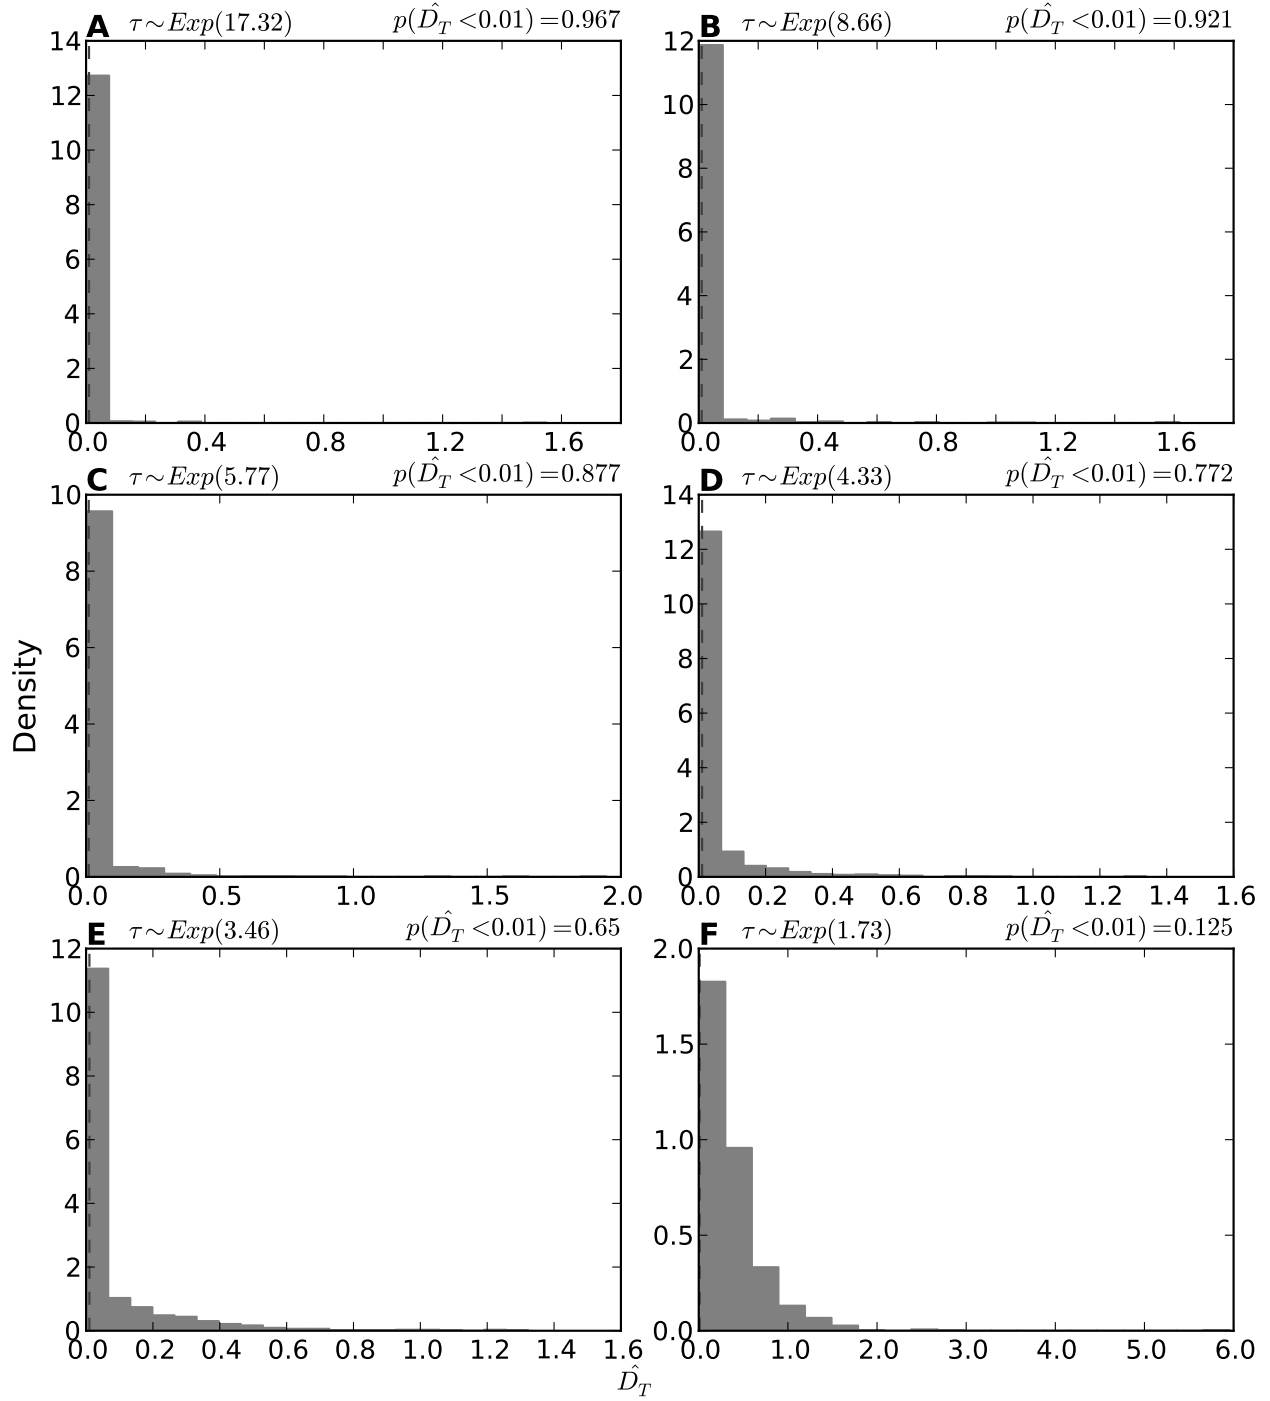 A τ∼Exp(17.32) p(D̂_T <0.01)=0.967
14
12
10
8
6
4
2
0
0.0 0.4 0.8 1.2 1.6
B τ∼Exp(8.66) p(D̂_T <0.01)=0.921
12
10
8
6
4
2
0
0.0 0.4 0.8 1.2 1.6
C τ∼Exp(5.77) p(D̂_T <0.01)=0.877
10
8
6
4
2
0
0.0 0.5 1.0 1.5 2.0
Density
D τ∼Exp(4.33) p(D̂_T <0.01)=0.772
14
12
10
8
6
4
2
0
0.0 0.2 0.4 0.6 0.8 1.0 1.2 1.4 1.6
E τ∼Exp(3.46) p(D̂_T <0.01)=0.65
12
10
8
6
4
2
0
0.0 0.2 0.4 0.6 0.8 1.0 1.2 1.4 1.6
F τ∼Exp(1.73) p(D̂_T <0.01)=0.125
2.0
1.5
1.0
0.5
0.0
0.0 1.0 2.0 3.0 4.0 5.0 6.0
D̂_T